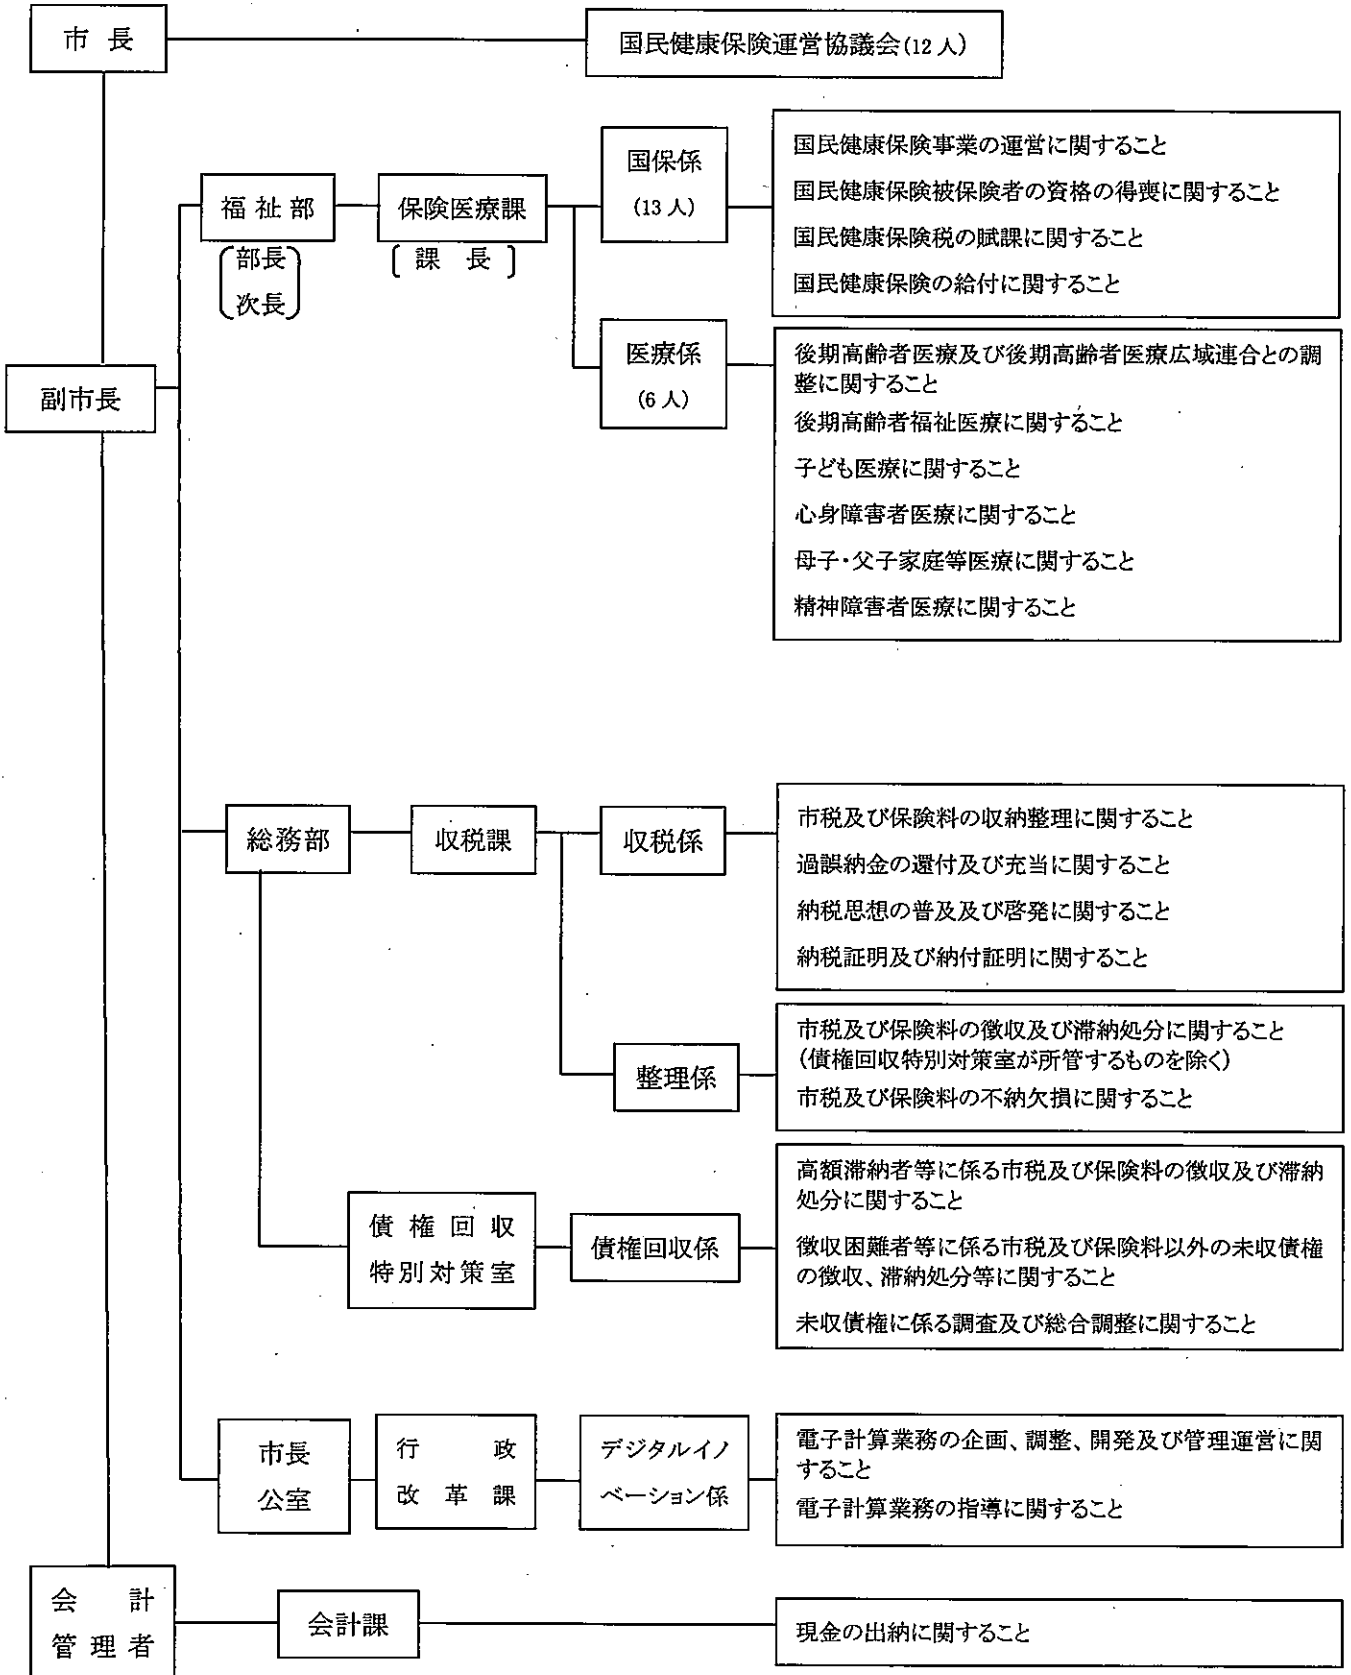 市長
国民健康保険運営協議会(12人)
福祉部
部長
次長
保険医療課
課長
国保係
(13人)
国民健康保険事業の運営に関すること
国民健康保険被保険者の資格の得喪に関すること
国民健康保険税の賦課に関すること
国民健康保険の給付に関すること
医療係
(6人)
後期高齢者医療及び後期高齢者医療広域連合との調
整に関すること
後期高齢者福祉医療に関すること
子ども医療に関すること
心身障害者医療に関すること
母子・父子家庭等医療に関すること
精神障害者医療に関すること
副市長
総務部
収税課
収税係
市税及び保険料の収納整理に関すること
過誤納金の還付及び充当に関すること
納税思想の普及及び啓発に関すること
納税証明及び納付証明に関すること
整理係
市税及び保険料の徴収及び滞納処分に関すること
(債権回収特別対策室が所管するものを除く)
市税及び保険料の不納欠損に関すること
債権回収
特別対策室
債権回収係
高額滞納者等に係る市税及び保険料の徴収及び滞納
処分に関すること
徴収困難者等に係る市税及び保険料以外の未収債権
の徴収、滞納処分等に関すること
未収債権に係る調査及び総合調整に関すること
市長
公室
行政
改革課
デジタルイノ
ベーション係
電子計算業務の企画、調整、開発及び管理運営に関
すること
電子計算業務の指導に関すること
会計
管理者
会計課
現金の出納に関すること